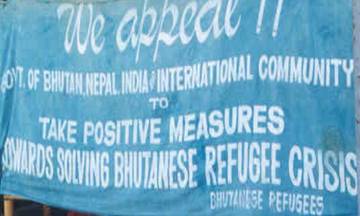 We appeal !!
GOVT. OF BHUTAN, NEPAL, INDIA & INTERNATIONAL COMMUNITY
TO
TAKE POSITIVE MEASURES
TOWARDS SOLVING BHUTANESE REFUGEE CRISIS
BHUTANESE REFUGEES